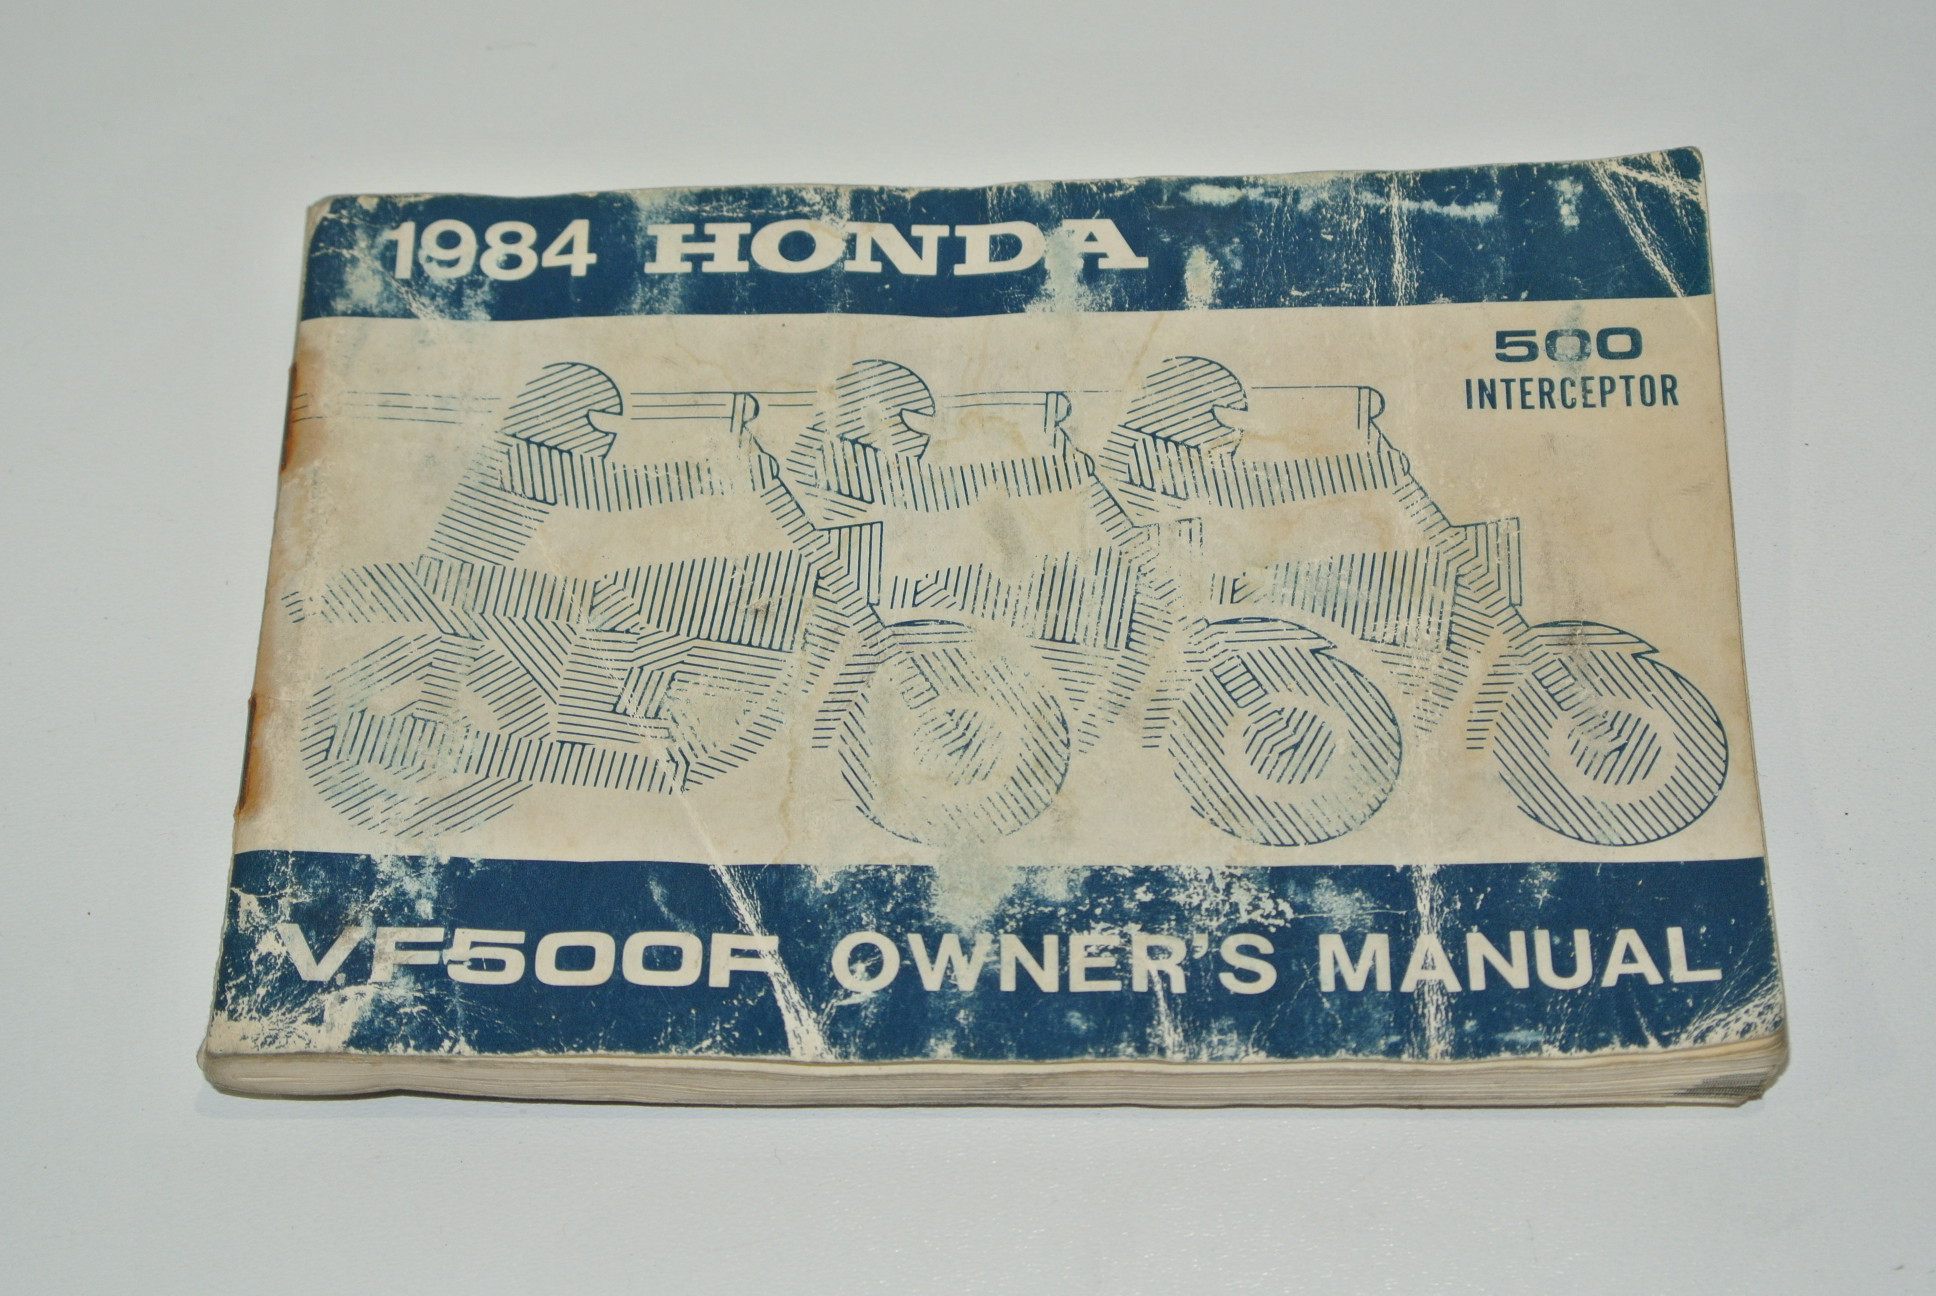 1984 HONDA
500
INTERCEPTOR
VF500F OWNER'S MANUAL